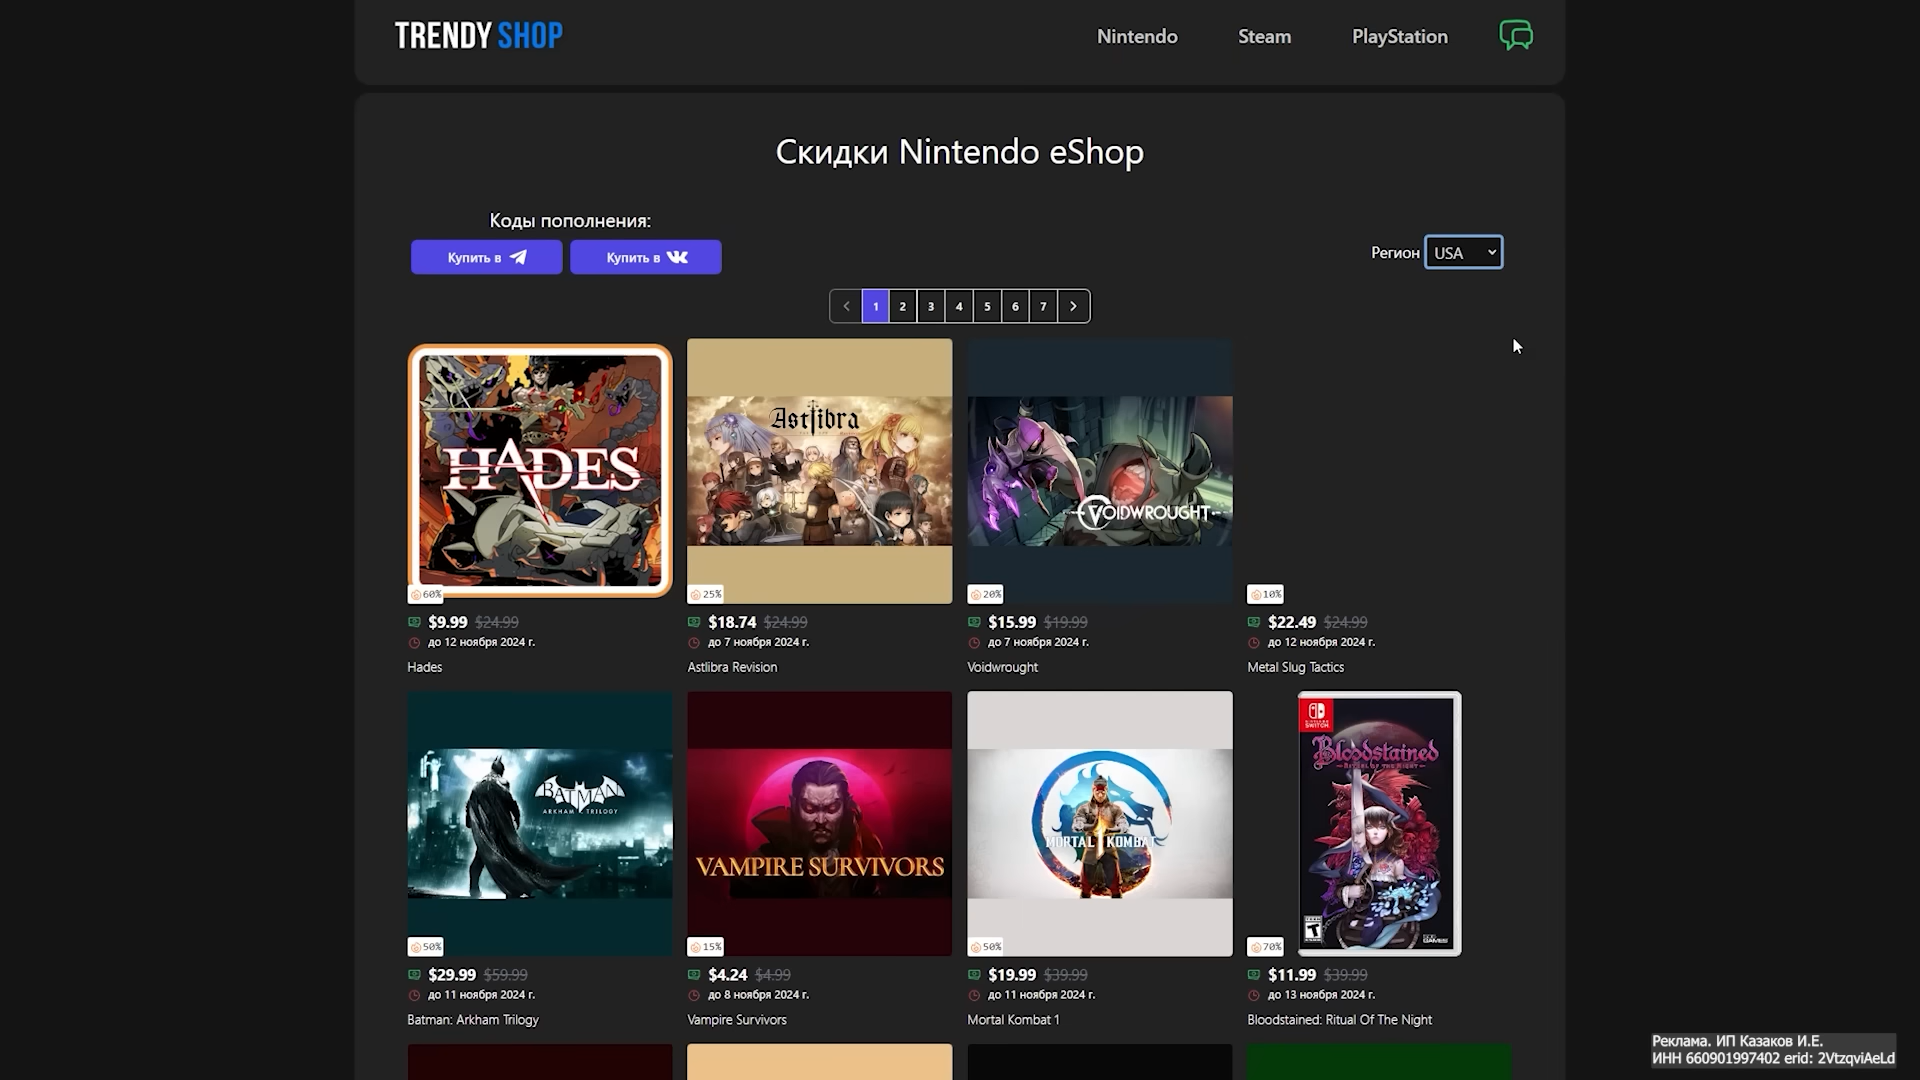 TRENDY SHOP
Nintendo
Steam
PlayStation
Скидки Nintendo eShop
Коды пополнения:
Купить в
Купить в
Регион
USA
1
2
3
4
5
6
7
HADES
Astlibra
VOIDWROUGHT
60%
25%
20%
10%
$9.99 $24.99
до 12 ноября 2024 г.
Hades
$18.74 $24.99
до 7 ноября 2024 г.
Astlibra Revision
$15.99 $19.99
до 7 ноября 2024 г.
Voidwrought
$22.49 $24.99
до 12 ноября 2024 г.
Metal Slug Tactics
BATMAN
ARKHAM TRILOGY
VAMPIRE SURVIVORS
MORTAL KOMBAT
Bloodstained
RITUAL OF THE NIGHT
T
505 GAMES
50%
15%
50%
70%
$29.99 $59.99
до 11 ноября 2024 г.
Batman: Arkham Trilogy
$4.24 $4.99
до 8 ноября 2024 г.
Vampire Survivors
$19.99 $39.99
до 11 ноября 2024 г.
Mortal Kombat 1
$11.99 $39.99
до 13 ноября 2024 г.
Bloodstained: Ritual Of The Night
Реклама. ИП Казаков И.Е.
ИНН 660901997402 erid: 2VtzqviAeLd